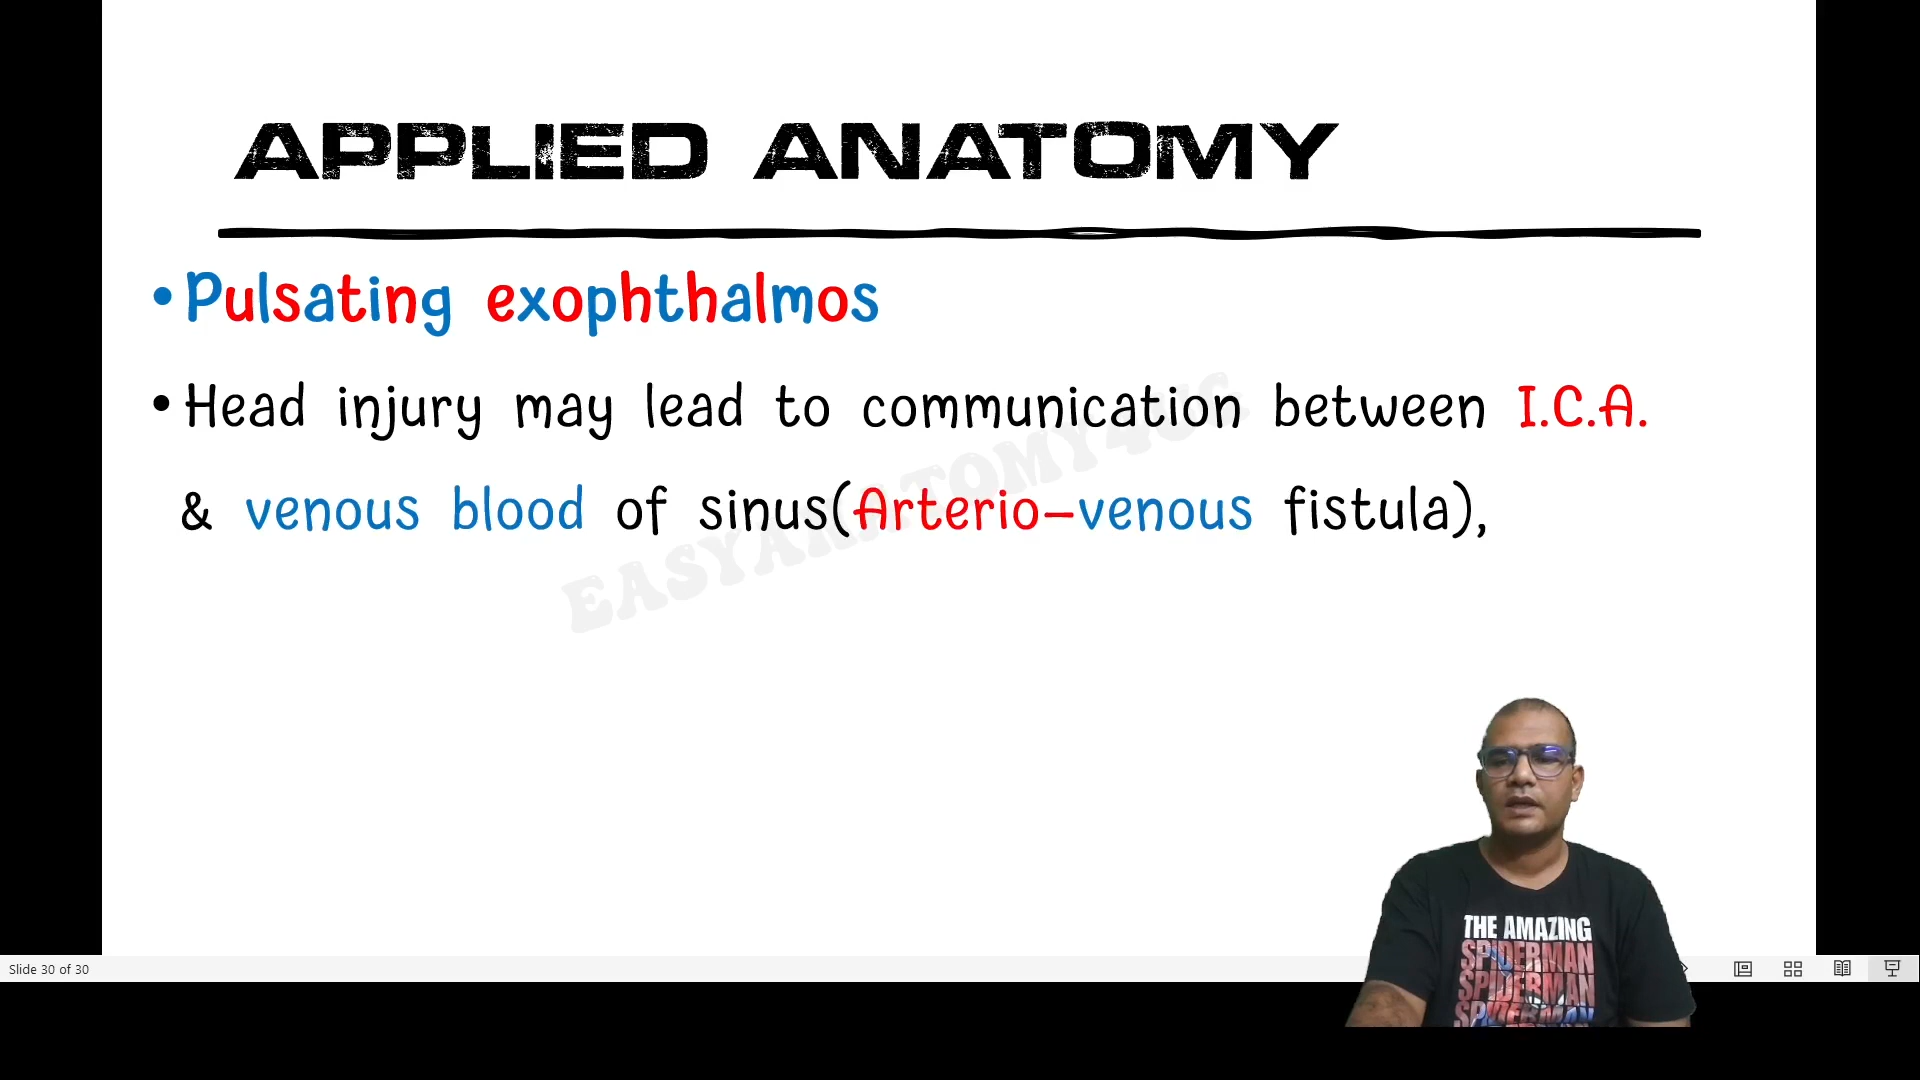 APPLIED ANATOMY
•Pulsating exophthalmos
•Head injury may lead to communication between I.C.A.
& venous blood of sinus(Arterio-venous fistula),
THE AMAZING
SPIDERMAN
SPIDERMAN
SPIDERMAN
Slide 30 of 30